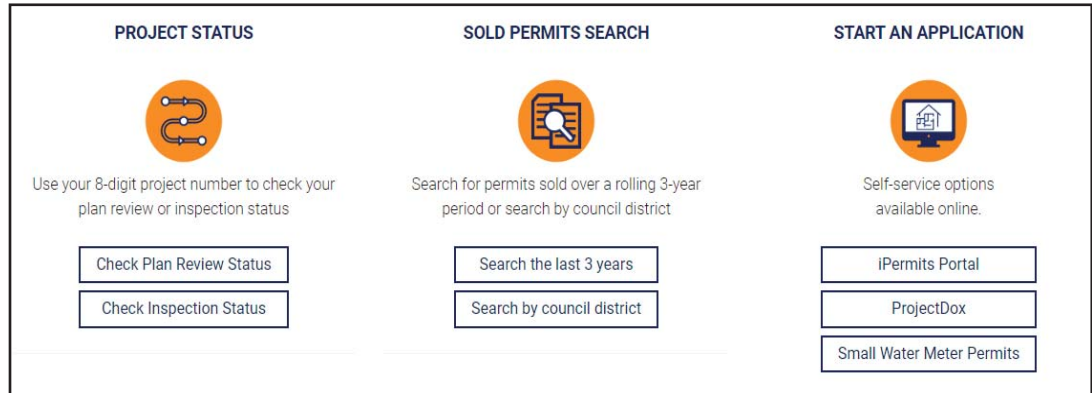 PROJECT STATUS
Use your 8-digit project number to check your
plan review or inspection status
Check Plan Review Status
Check Inspection Status
SOLD PERMITS SEARCH
Search for permits sold over a rolling 3-year
period or search by council district
Search the last 3 years
Search by council district
START AN APPLICATION
Self-service options
available online.
iPermits Portal
ProjectDox
Small Water Meter Permits